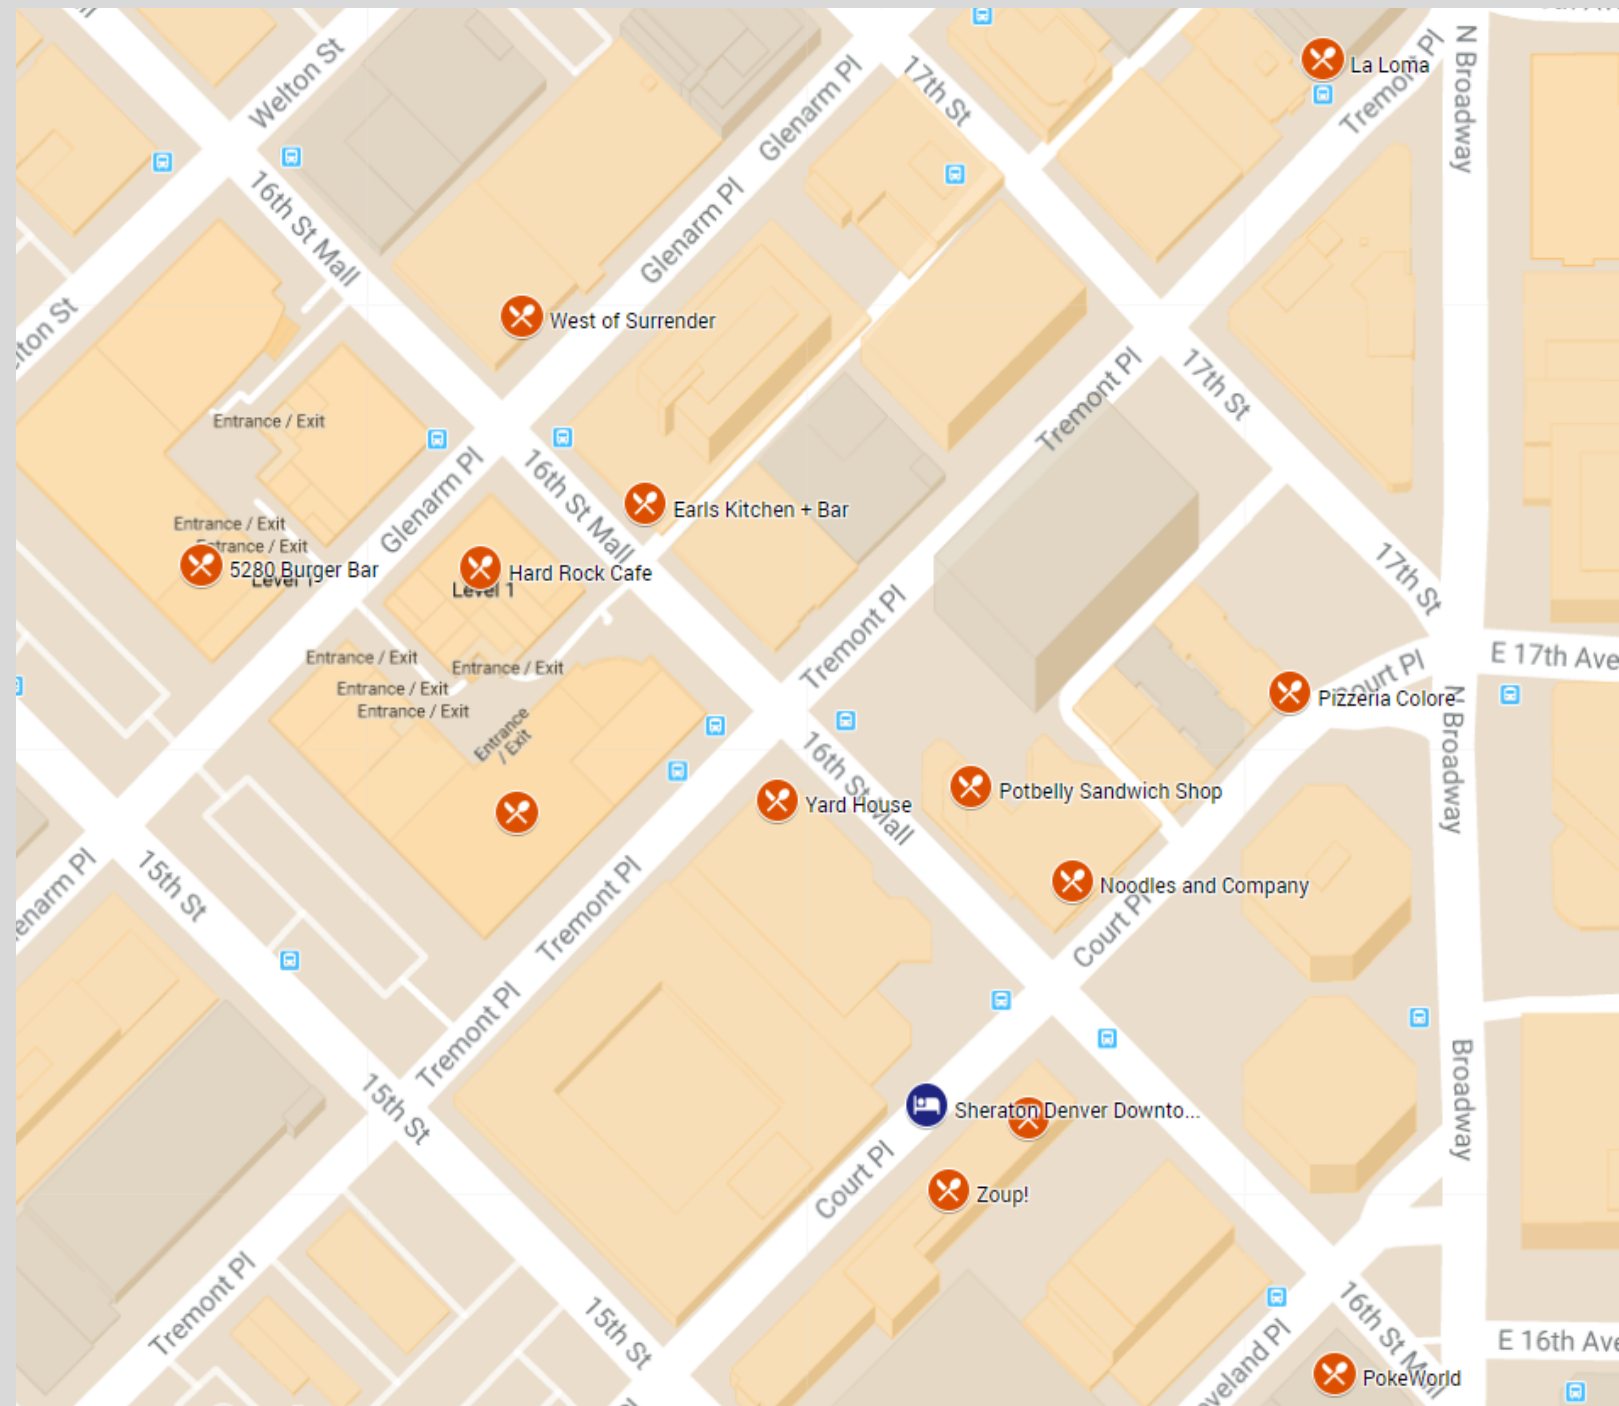 La Loma
N Broadway
Tremont Pl
Welton St
17th St
Glenarm Pl
16th St Mall
Glenarm Pl
West of Surrender
17th St
Tremont Pl
Entrance / Exit
Glenarm Pl
16th St Mall
Earls Kitchen + Bar
Entrance / Exit
Entrance / Exit
5280 Burger Bar
Level 1
Hard Rock Cafe
Level 1
17th St
Tremont Pl
Entrance / Exit
Entrance / Exit
Entrance / Exit
Entrance / Exit
Entrance / Exit
E 17th Ave
Court Pl
Pizzeria Colore
N Broadway
16th St Mall
Yard House
Potbelly Sandwich Shop
Noodles and Company
Court Pl
15th St
Tremont Pl
Tremont Pl
15th St
Broadway
Sheraton Denver Downto...
Court Pl
Zoup!
Tremont Pl
15th St
16th St Mall
E 16th Ave
PokeWorld